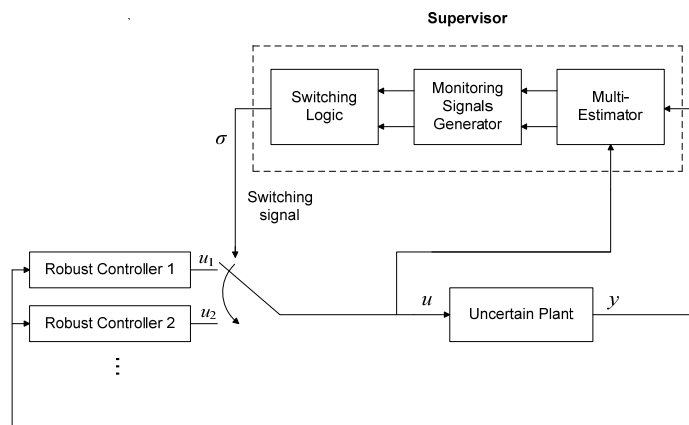 Supervisor
Switching
Logic
Monitoring
Signals
Generator
Multi-
Estimator
σ
Switching
signal
Robust Controller 1
u1
Robust Controller 2
u2
⋮
u
Uncertain Plant
y